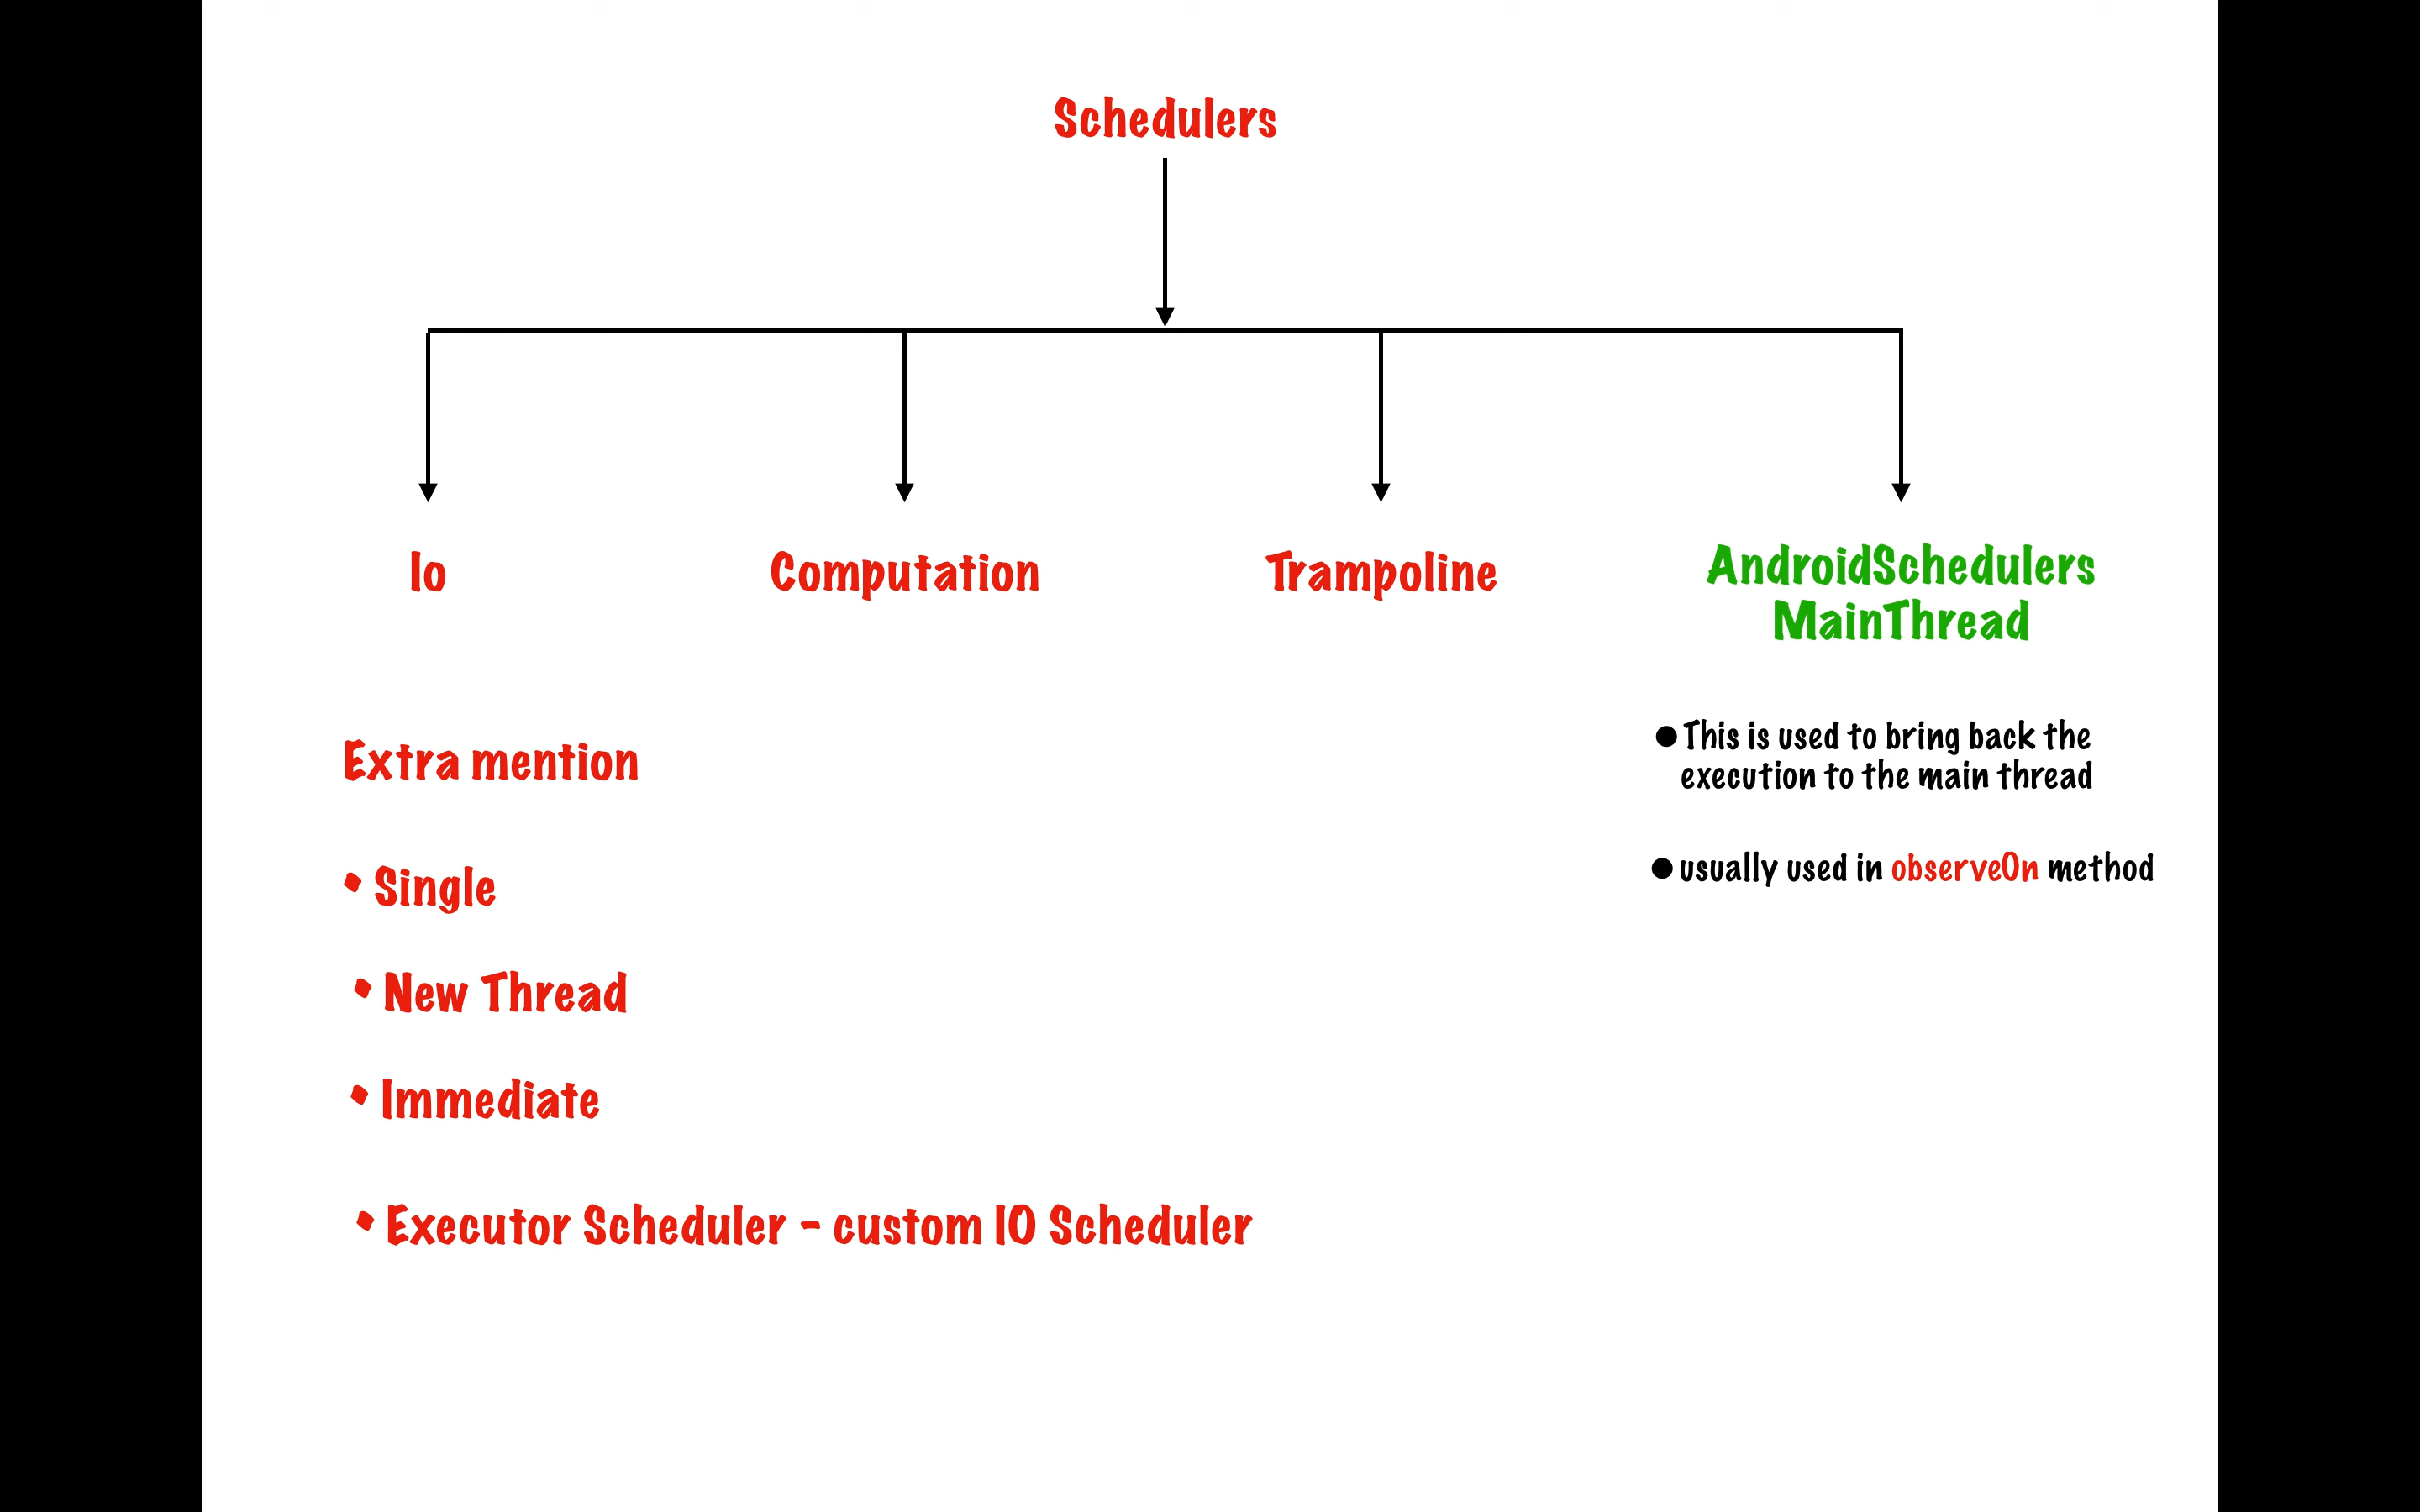 Schedulers
Io
Computation
Trampoline
AndroidSchedulers
MainThread
● This is used to bring back the
execution to the main thread
● usually used in observeOn method
Extra mention
• Single
• New Thread
• Immediate
• Executor Scheduler - custom IO Scheduler